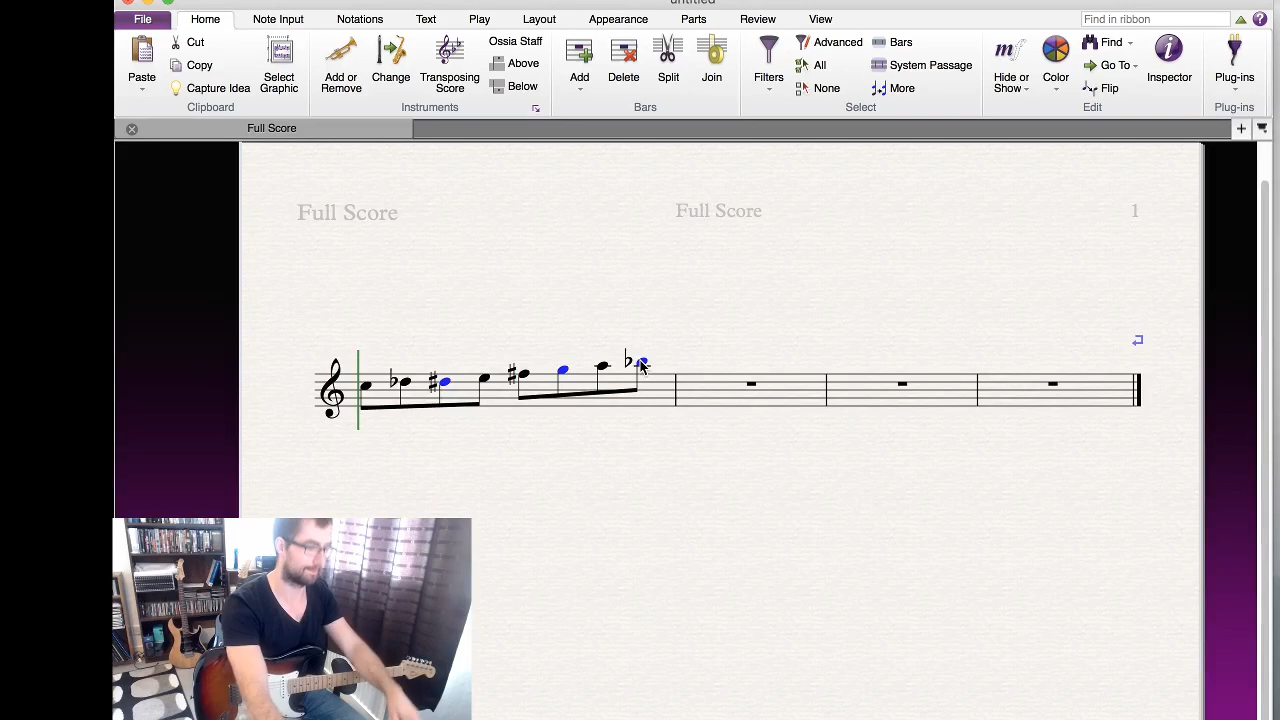 untitled
File Home Note Input Notations Text Play Layout Appearance Parts Review View Find in ribbon
Cut Ossia Staff Advanced Bars Find
Copy Above All System Passage Go To
Paste Select Graphic Capture Idea Add or Remove Change Transposing Score Below Add Delete Split Join Filters None More Hide or Show Color Flip Inspector Plug-ins
Clipboard Instruments Bars Select Edit Plug-ins
Full Score
Full Score Full Score 1